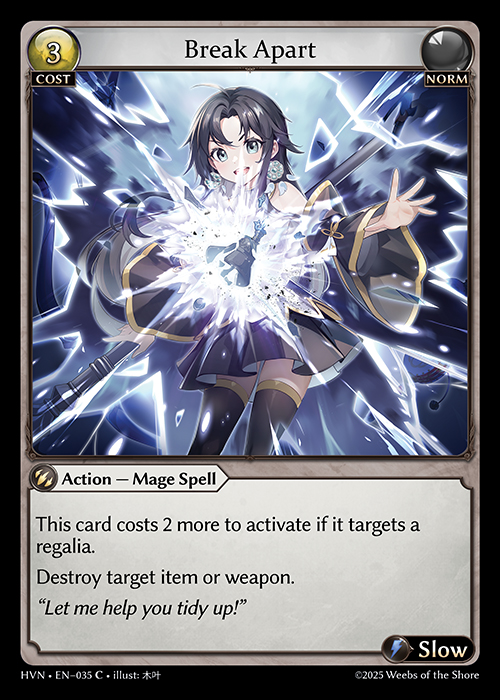 3
Break Apart
COST
NORM
Action — Mage Spell
This card costs 2 more to activate if it targets a
regalia.
Destroy target item or weapon.
“Let me help you tidy up!”
Slow
HVN • EN–035 C • illust: 木叶
©2025 Weebs of the Shore